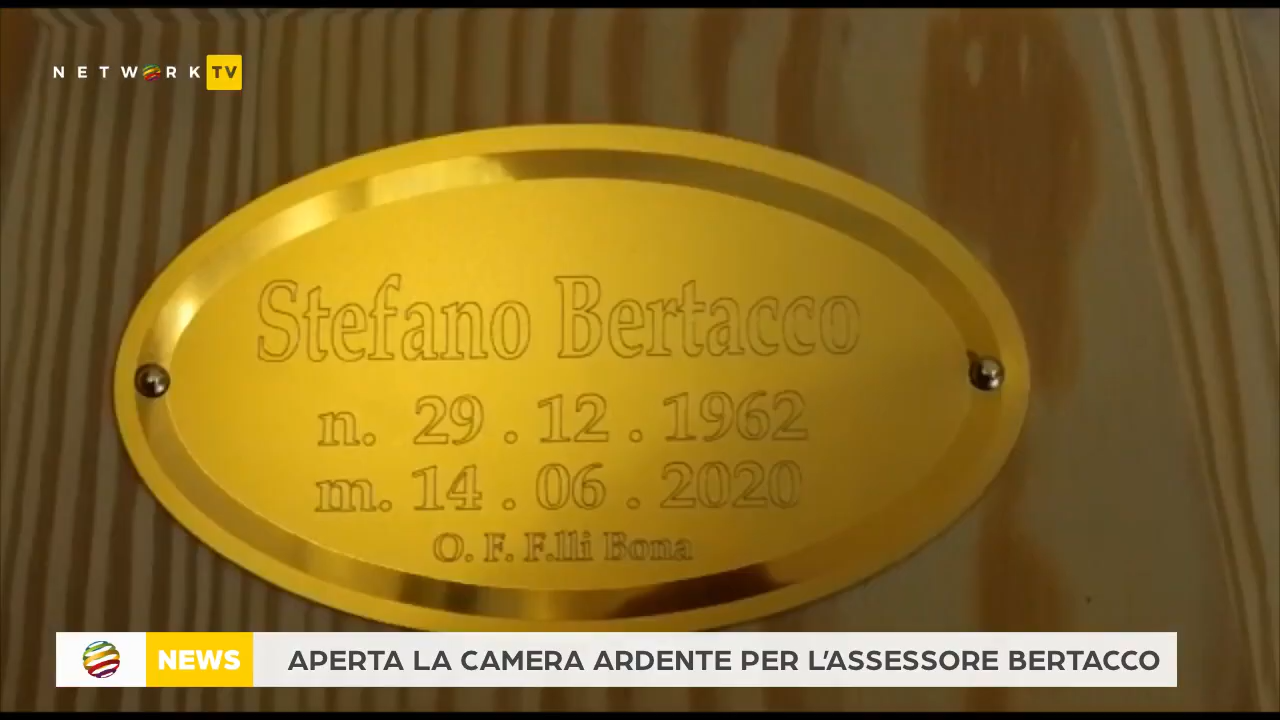 NETWORK TV
Stefano Bertacco
n. 29 . 12 . 1962
m. 14 . 06 . 2020
O. F. F.lli Bona
NEWS APERTA LA CAMERA ARDENTE PER L'ASSESSORE BERTACCO